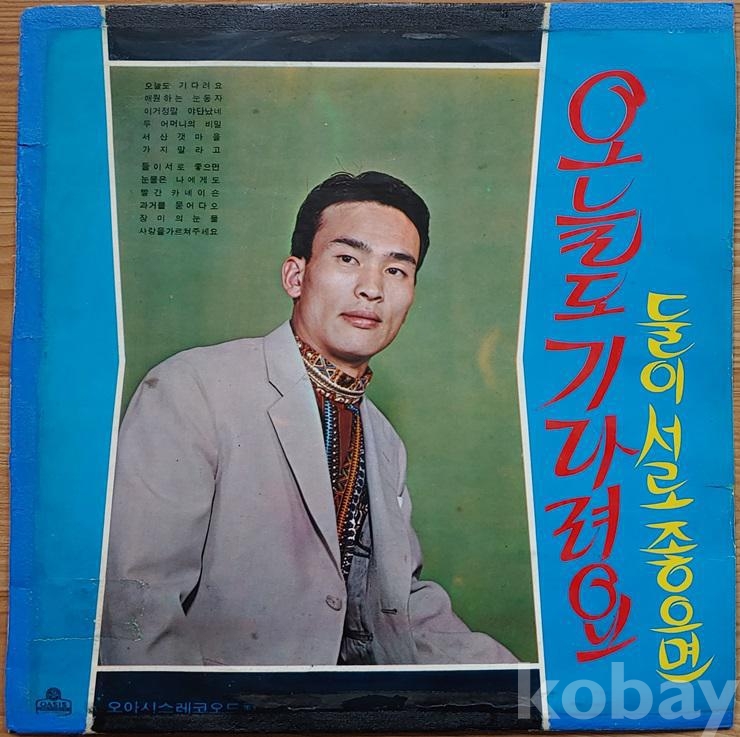 오늘도 기다려요
애원하는 눈동자
이거정말 야단났네
두 어머니의 비밀
서산갯마을
가지말라고
둘이서로 좋으면
눈물은 나에게도
빨간 카네이숀
과거를 묻어다오
장미의눈물
사랑을가르쳐주세요
오늘도 기다려요
둘이 서로 좋으면
OASIS
오아시스레코오드
kobay